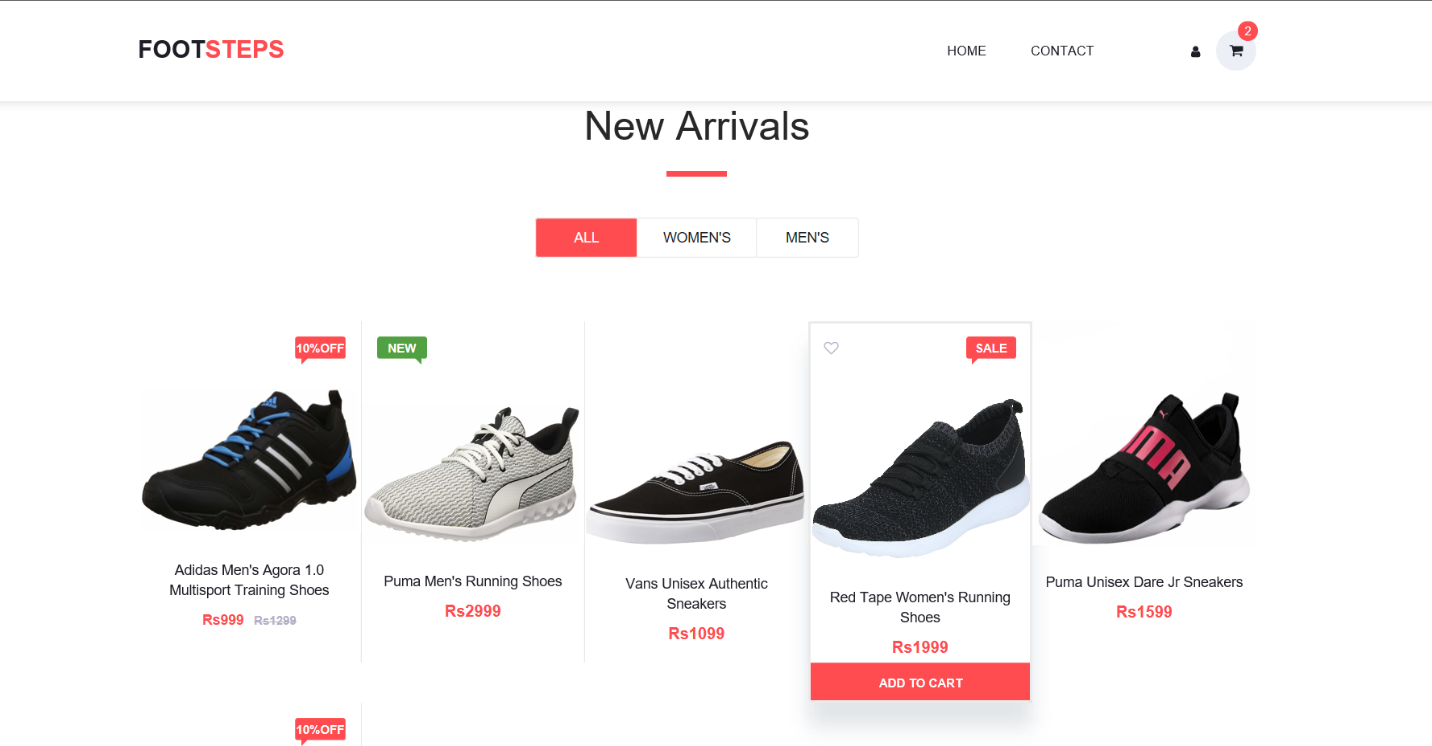 FOOTSTEPS
HOME
CONTACT
2
New Arrivals
ALL
WOMEN'S
MEN'S
10%OFF
Adidas Men's Agora 1.0
Multisport Training Shoes
Rs999 Rs1299
NEW
Puma Men's Running Shoes
Rs2999
Vans Unisex Authentic
Sneakers
Rs1099
SALE
Red Tape Women's Running
Shoes
Rs1999
ADD TO CART
Puma Unisex Dare Jr Sneakers
Rs1599
10%OFF